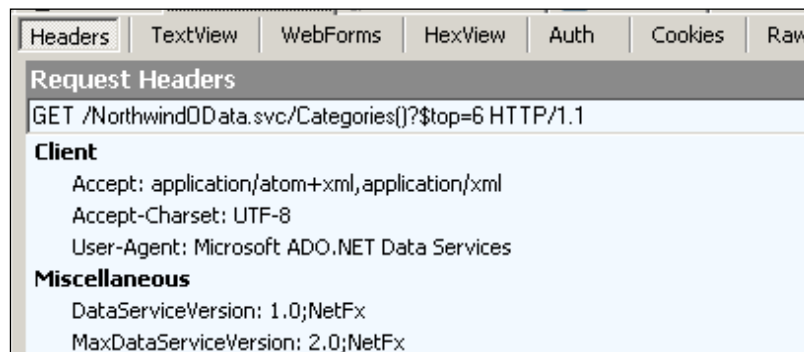 Headers TextView WebForms HexView Auth Cookies Raw
Request Headers
GET /NorthwindOData.svc/Categories()?$top=6 HTTP/1.1
Client
Accept: application/atom+xml,application/xml
Accept-Charset: UTF-8
User-Agent: Microsoft ADO.NET Data Services
Miscellaneous
DataServiceVersion: 1.0;NetFx
MaxDataServiceVersion: 2.0;NetFx